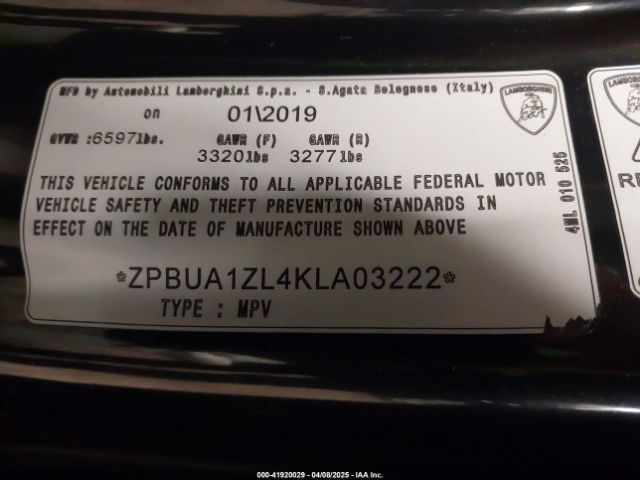 MFD by Automobili Lamborghini S.p.a. - S.Agata Bolognese (Italy)
on 01\2019
GVWR :6597lbs. GAWR (F) GAWR (R)
3320lbs 3277lbs
THIS VEHICLE CONFORMS TO ALL APPLICABLE FEDERAL MOTOR
VEHICLE SAFETY AND THEFT PREVENTION STANDARDS IN
EFFECT ON THE DATE OF MANUFACTURE SHOWN ABOVE
*ZPBUA1ZL4KLA03222*
TYPE : MPV
LAMBORGHINI
4ML 010 525
000-41920029 - 04/08/2025 - IAA Inc.